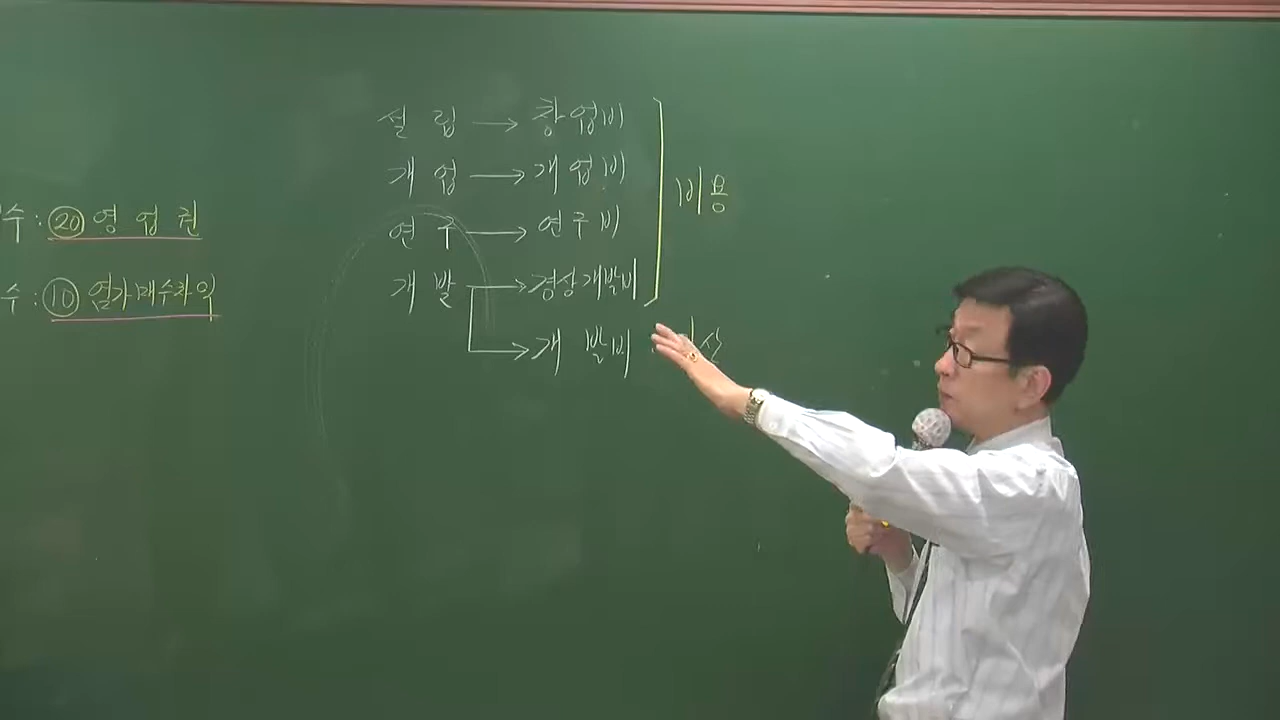 설립 → 창업비
개업 → 개업비
비용
수 : ⑳ 영업권
연구 → 연구비
개발 → 경상개발비
수 : ⑩ 염가매수차익
→ 개발비